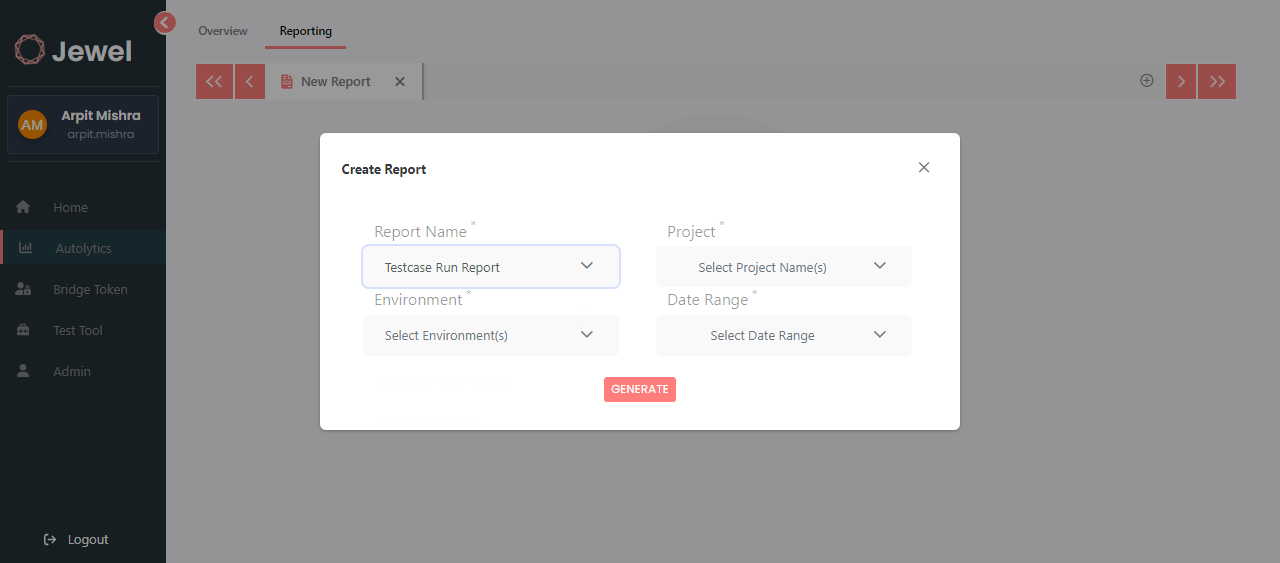 Jewel
AM
Arpit Mishra
arpit.mishra
Home
Autolytics
Bridge Token
Test Tool
Admin
Logout
Overview
Reporting
New Report
Create Report
Report Name *
Project *
Testcase Run Report
Select Project Name(s)
Environment *
Date Range *
Select Environment(s)
Select Date Range
GENERATE